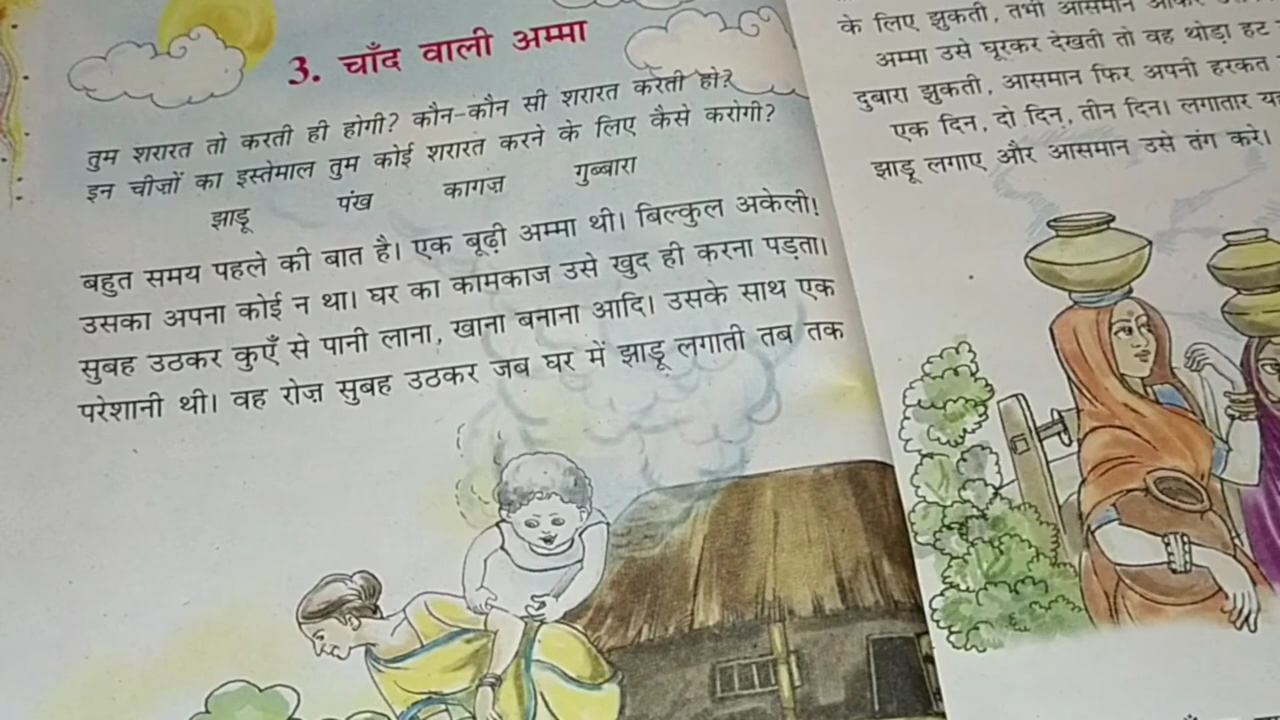 3. चाँद वाली अम्मा
तुम शरारत तो करती ही होगी? कौन-कौन सी शरारत करती हो?
इन चीज़ों का इस्तेमाल तुम कोई शरारत करने के लिए कैसे करोगी?
झाडू पंख कागज़ गुब्बारा
बहुत समय पहले की बात है। एक बूढ़ी अम्मा थी। बिल्कुल अकेली!
उसका अपना कोई न था। घर का कामकाज उसे खुद ही करना पड़ता।
सुबह उठकर कुएँ से पानी लाना, खाना बनाना आदि। उसके साथ एक
परेशानी थी। वह रोज़ सुबह उठकर जब घर में झाडू लगाती तब तक
के लिए झुकती, तभी आसमान आकर
अम्मा उसे घूरकर देखती तो वह थोड़ा हट
दुबारा झुकती, आसमान फिर अपनी हरकत
एक दिन, दो दिन, तीन दिन। लगातार
झाडू लगाए और आसमान उसे तंग करे।